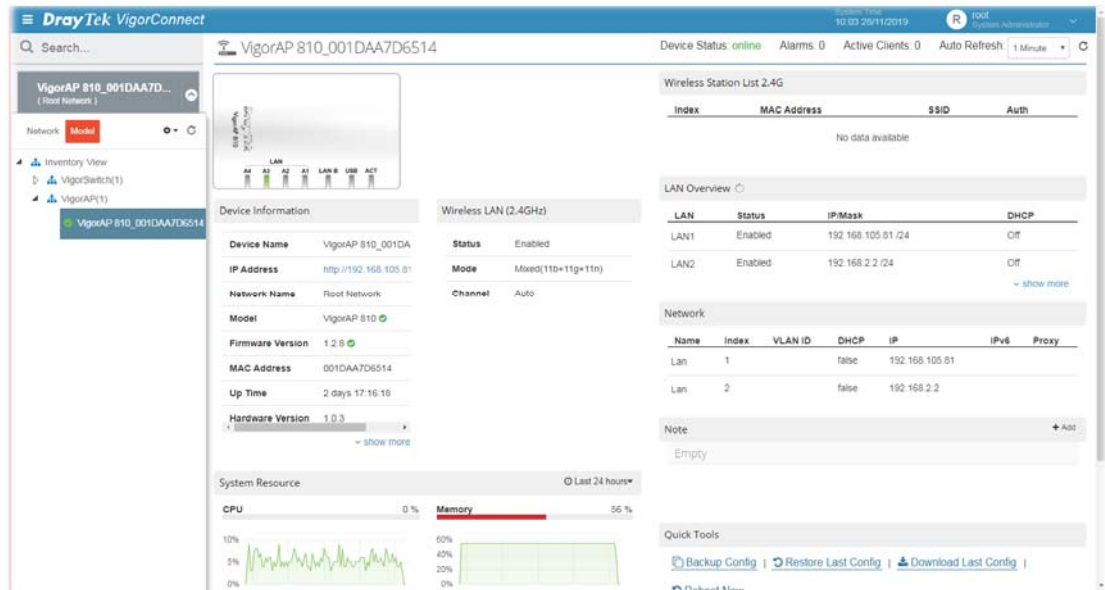 DrayTek VigorConnect
System Time
10:03 26/11/2019
R
root
System Administrator
Search...
VigorAP 810_001DAA7D6514
Device Status: online Alarms: 0 Active Clients: 0 Auto Refresh: 1 Minute
VigorAP 810_001DAA7D...
( Root Network )
Network Model
Inventory View
VigorSwitch(1)
VigorAP(1)
VigorAP 810_001DAA7D6514
VigorAP 810
LAN
A4 A3 A2 A1 LAN B USB ACT
Device Information
Device Name VigorAP 810_001DA
IP Address http://192.168.105.81
Network Name Root Network
Model VigorAP 810
Firmware Version 1.2.8
MAC Address 001DAA7D6514
Up Time 2 days 17:16:18
Hardware Version 1.0.3
show more
Wireless LAN (2.4GHz)
Status Enabled
Mode Mixed(11b+11g+11n)
Channel Auto
System Resource Last 24 hours
CPU 0 %
10%
5%
0%
Memory 56 %
60%
40%
20%
0%
Wireless Station List 2.4G
Index MAC Address SSID Auth
No data available
LAN Overview
LAN Status IP/Mask DHCP
LAN1 Enabled 192.168.105.81 /24 Off
LAN2 Enabled 192.168.2.2 /24 Off
show more
Network
Name Index VLAN ID DHCP IP IPv6 Proxy
Lan 1 false 192.168.105.81
Lan 2 false 192.168.2.2
Note + Add
Empty
Quick Tools
Backup Config | Restore Last Config | Download Last Config |
Reboot Now